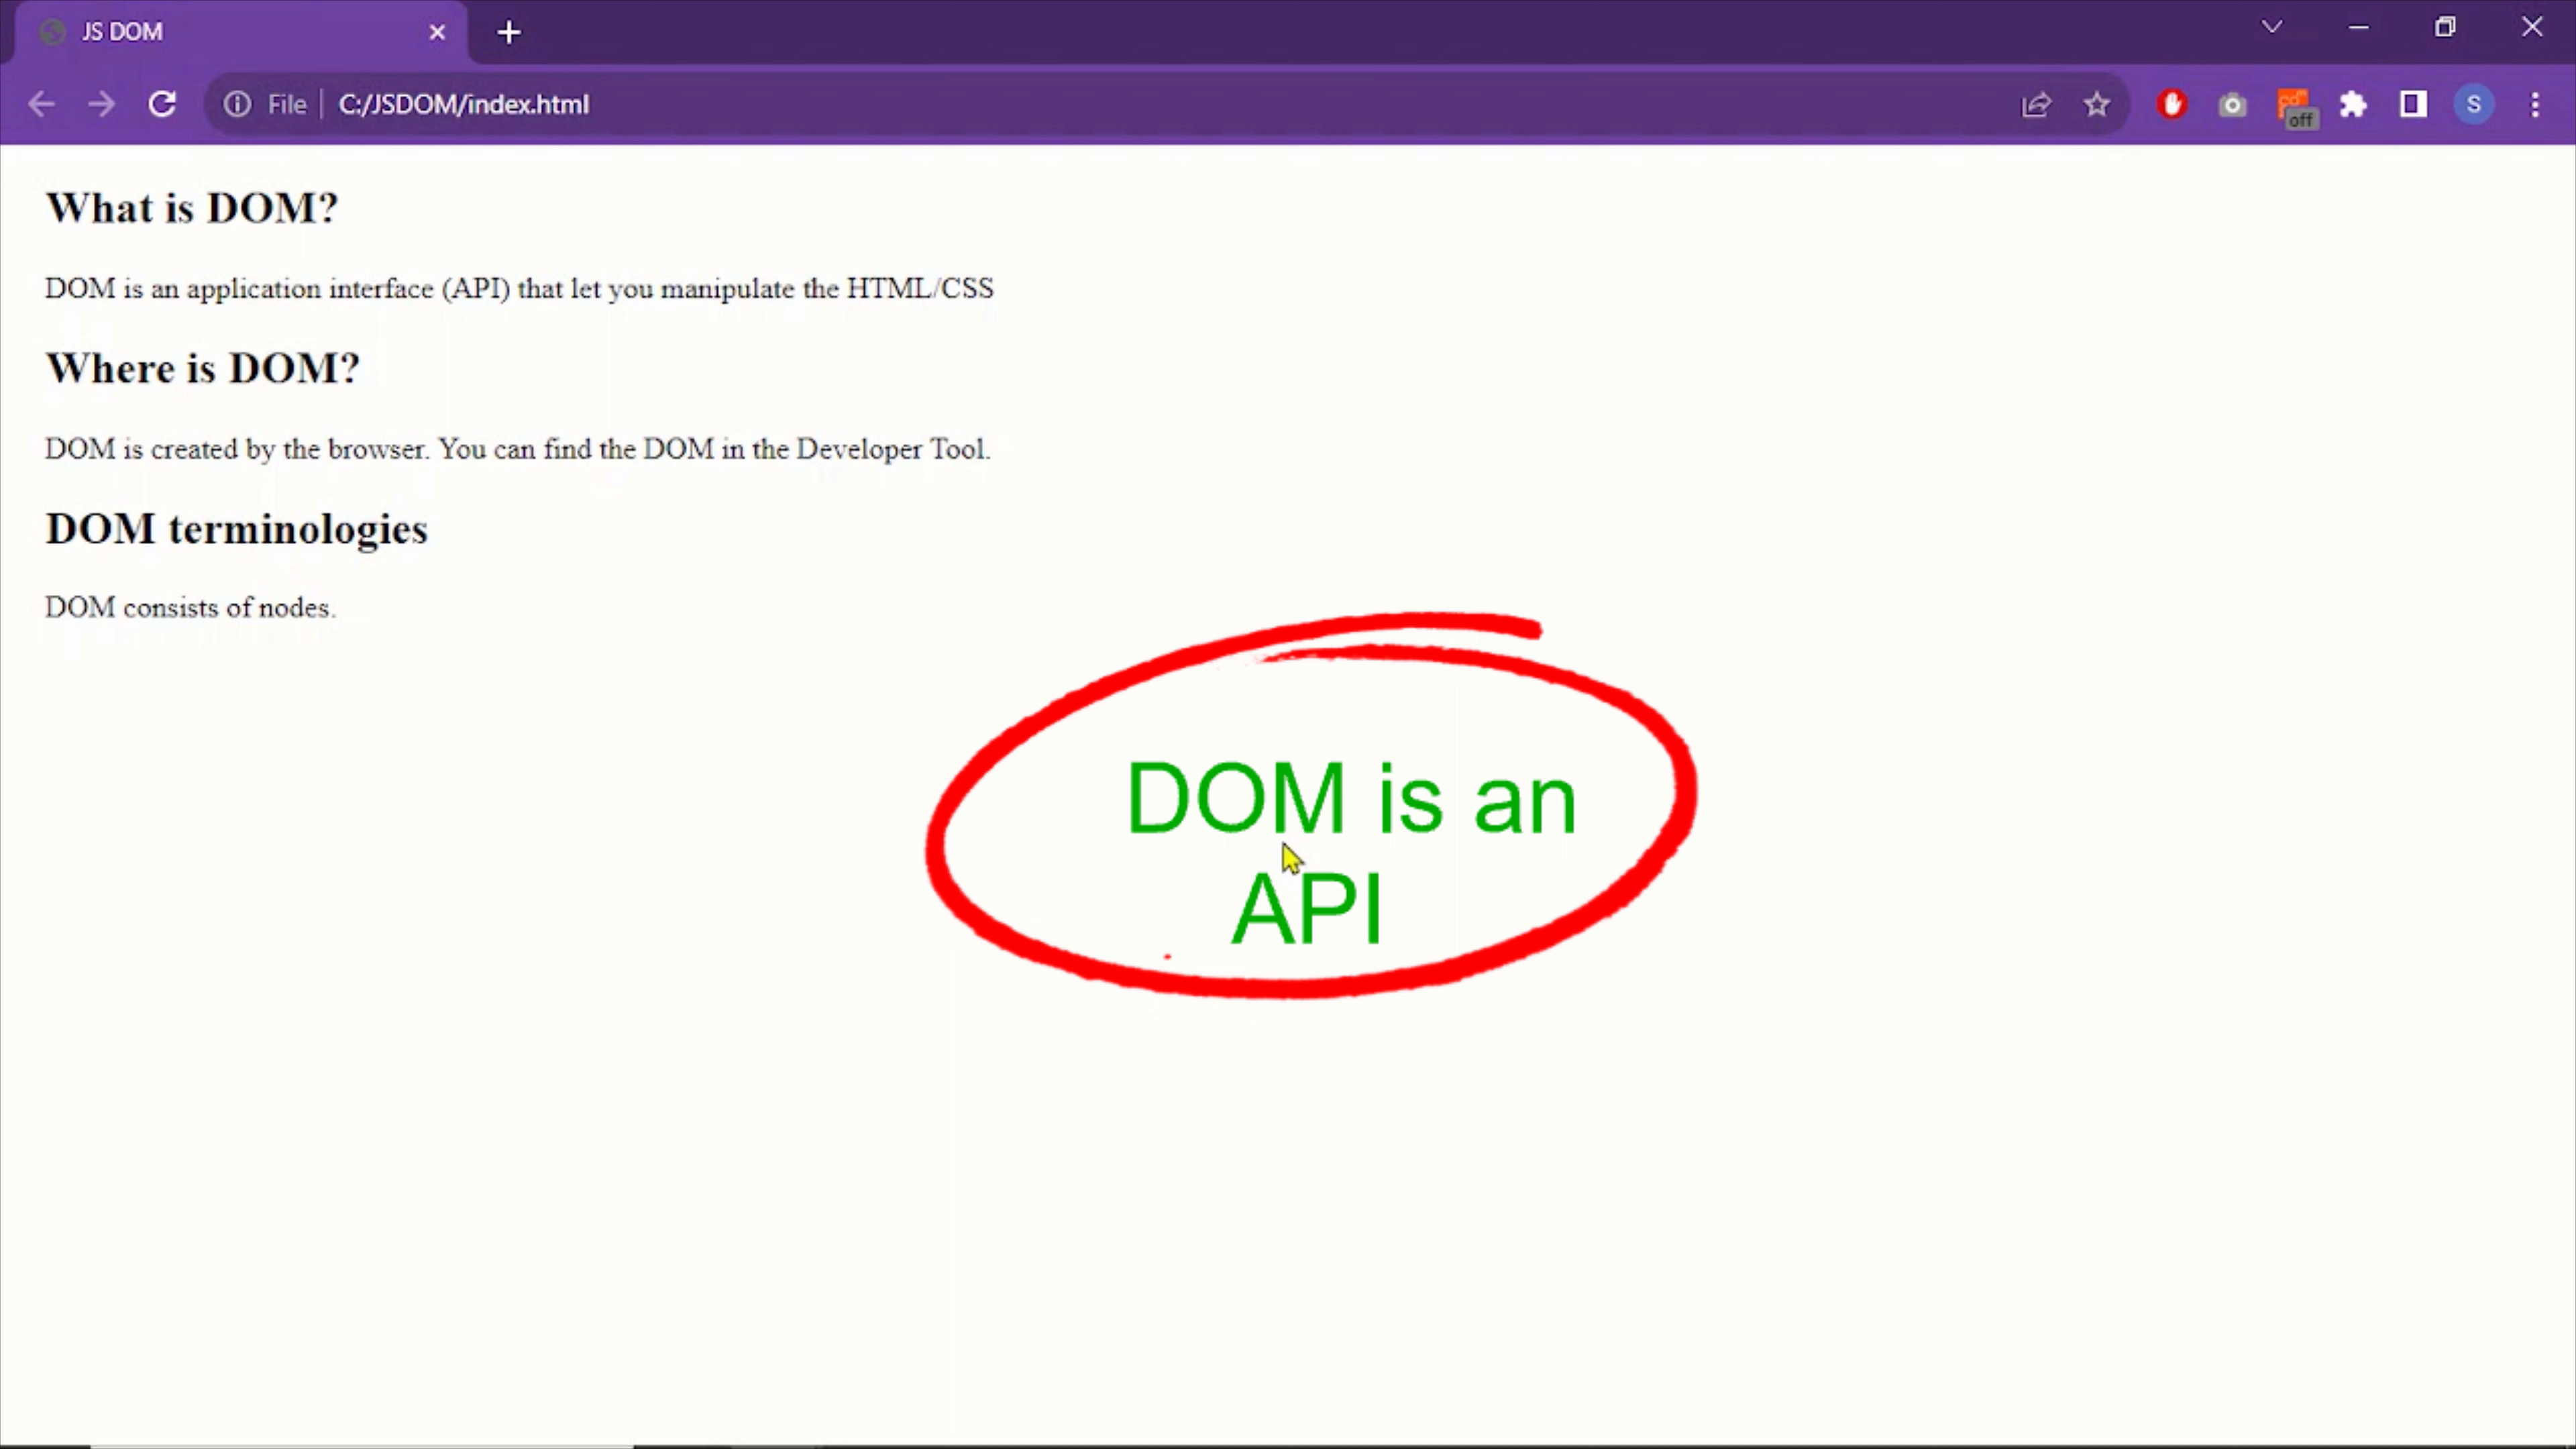 JS DOM
File C:/JSDOM/index.html
off
S
What is DOM?
DOM is an application interface (API) that let you manipulate the HTML/CSS
Where is DOM?
DOM is created by the browser. You can find the DOM in the Developer Tool.
DOM terminologies
DOM consists of nodes.
DOM is an
API